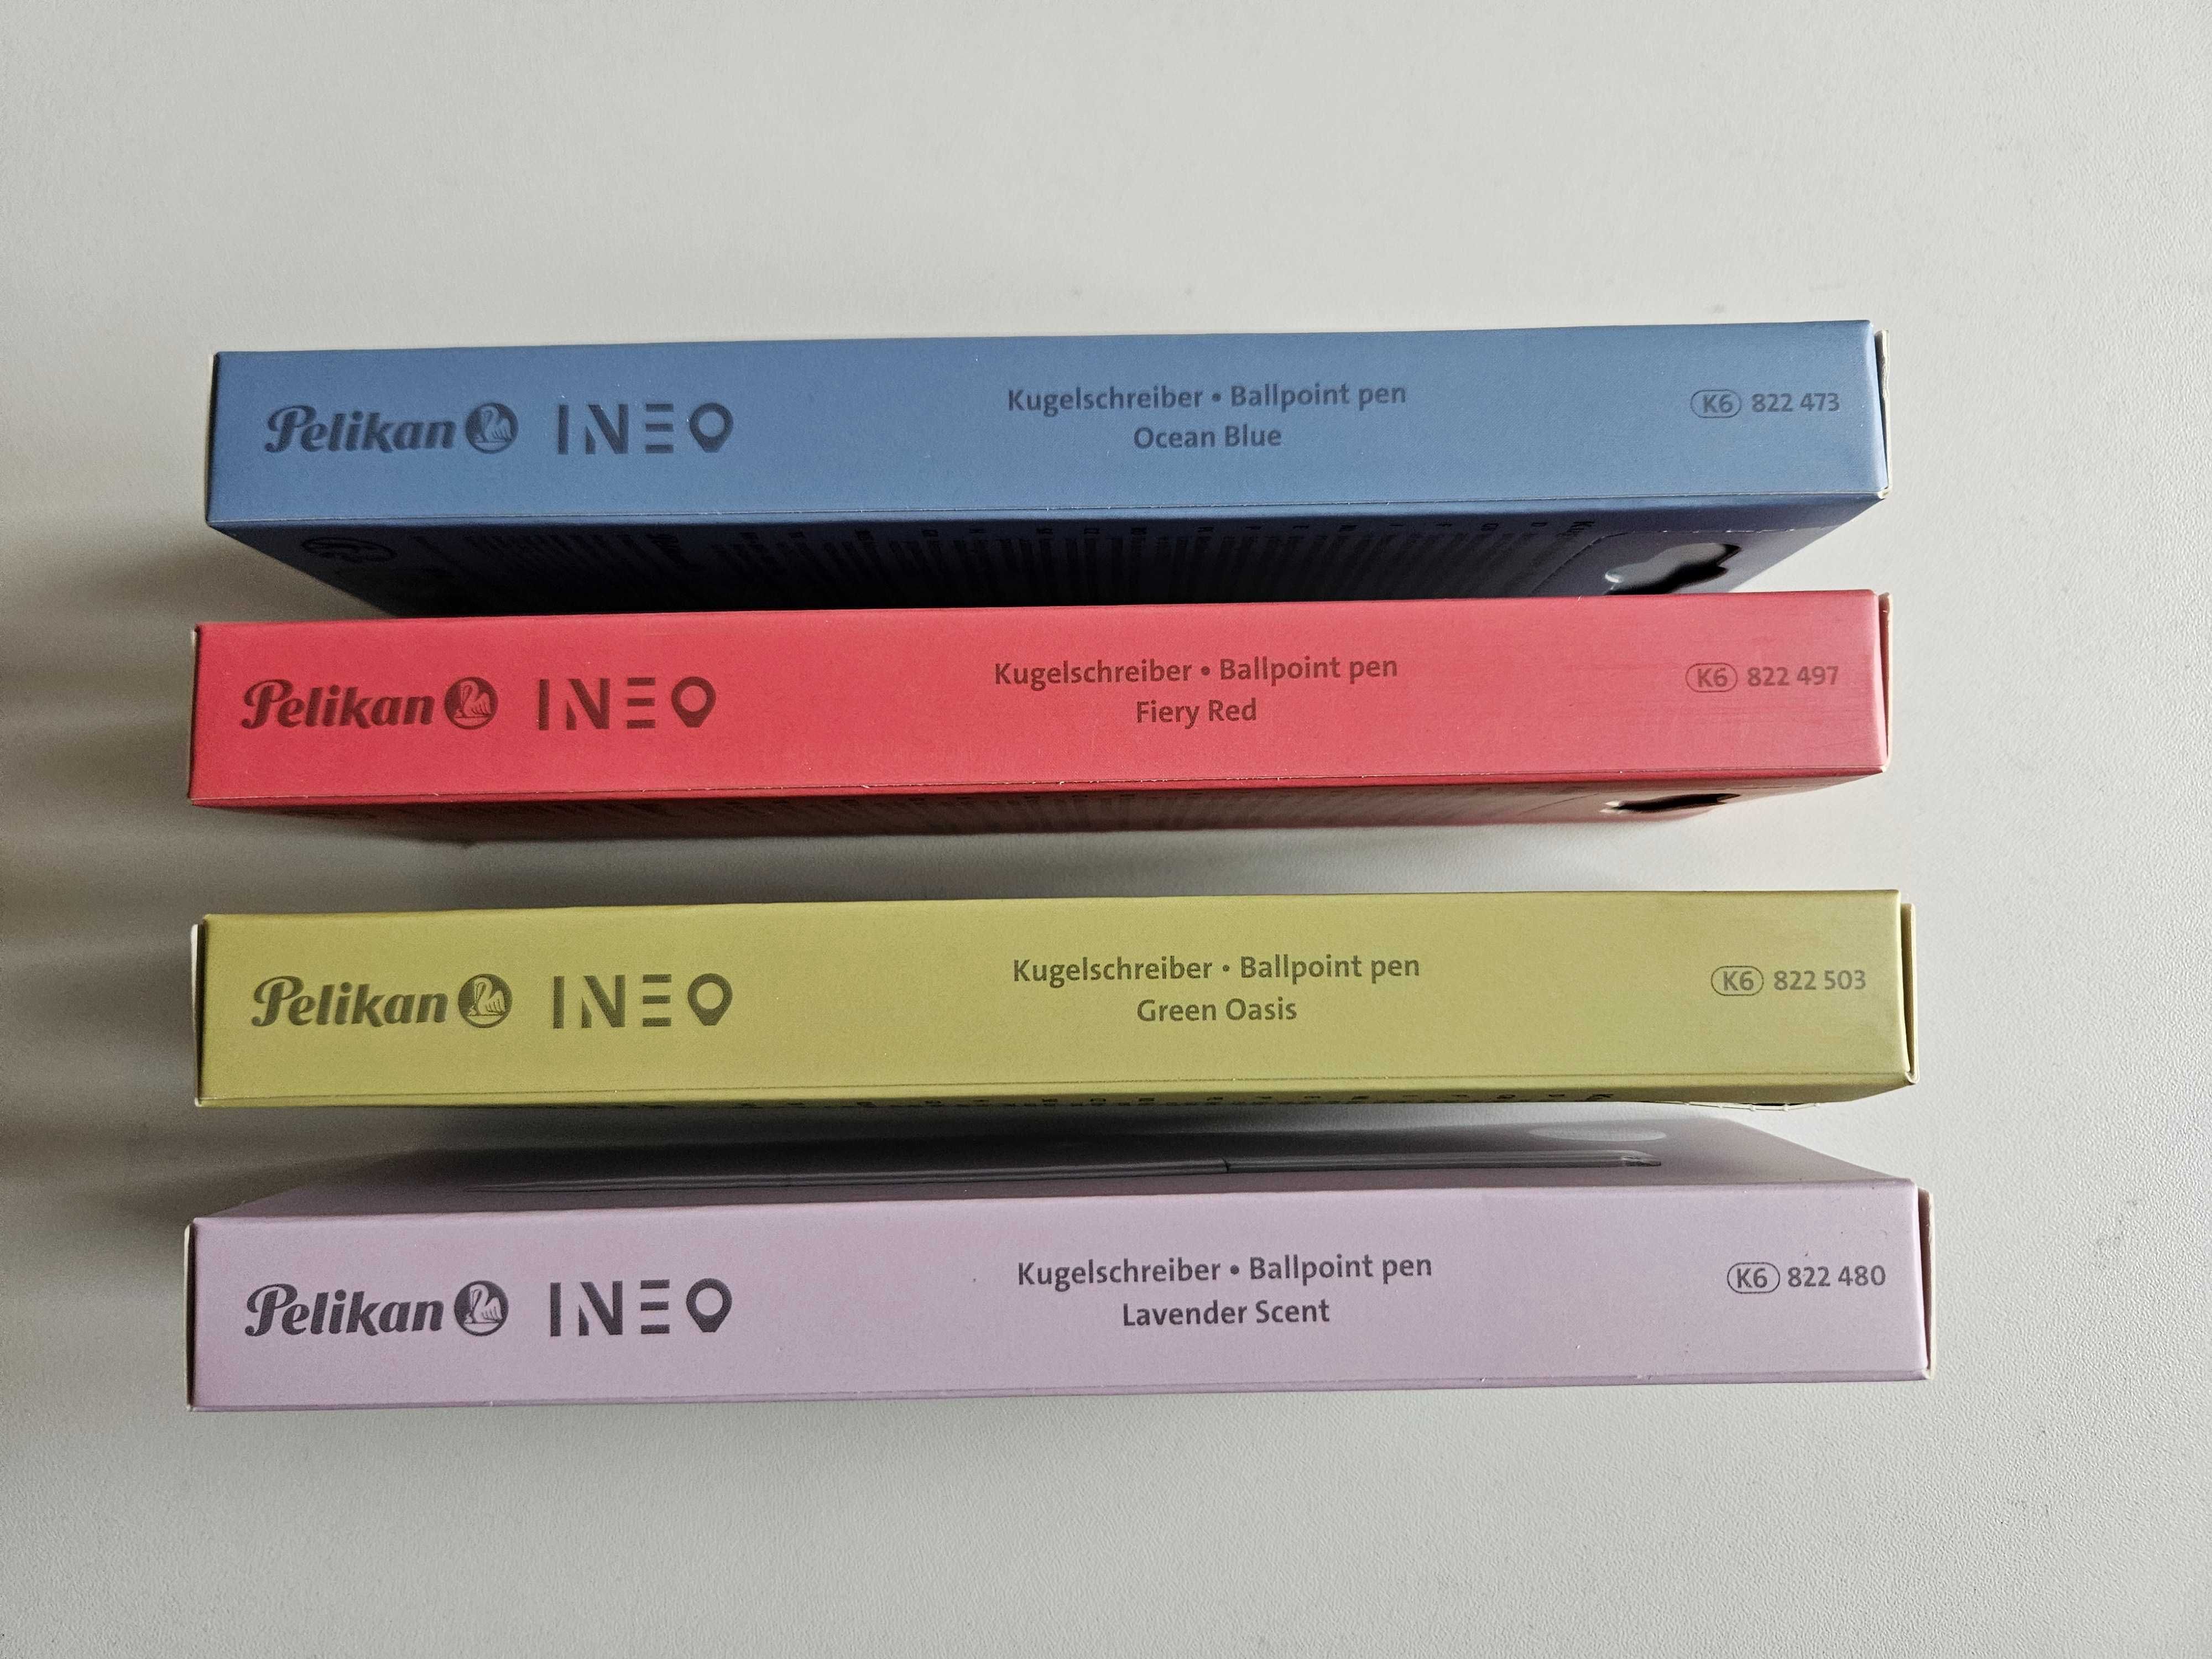 Pelikan INEO
Kugelschreiber • Ballpoint pen
Ocean Blue
K6 822 473
Pelikan INEO
Kugelschreiber • Ballpoint pen
Fiery Red
K6 822 497
Pelikan INEO
Kugelschreiber • Ballpoint pen
Green Oasis
K6 822 503
Pelikan INEO
Kugelschreiber • Ballpoint pen
Lavender Scent
K6 822 480